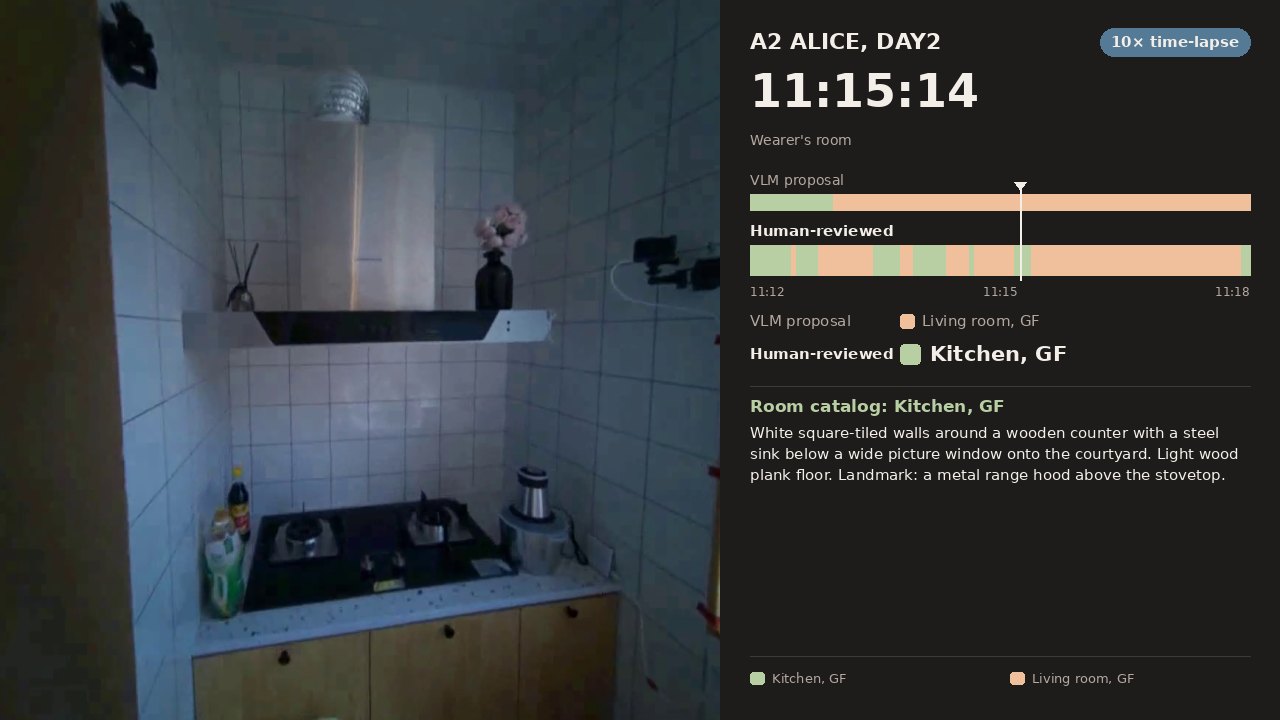 A2 ALICE, DAY2
10× time-lapse
11:15:14
Wearer's room
VLM proposal
Human-reviewed
11:12
11:15
11:18
VLM proposal
Living room, GF
Human-reviewed
Kitchen, GF
Room catalog: Kitchen, GF
White square-tiled walls around a wooden counter with a steel
sink below a wide picture window onto the courtyard. Light wood
plank floor. Landmark: a metal range hood above the stovetop.
Kitchen, GF
Living room, GF